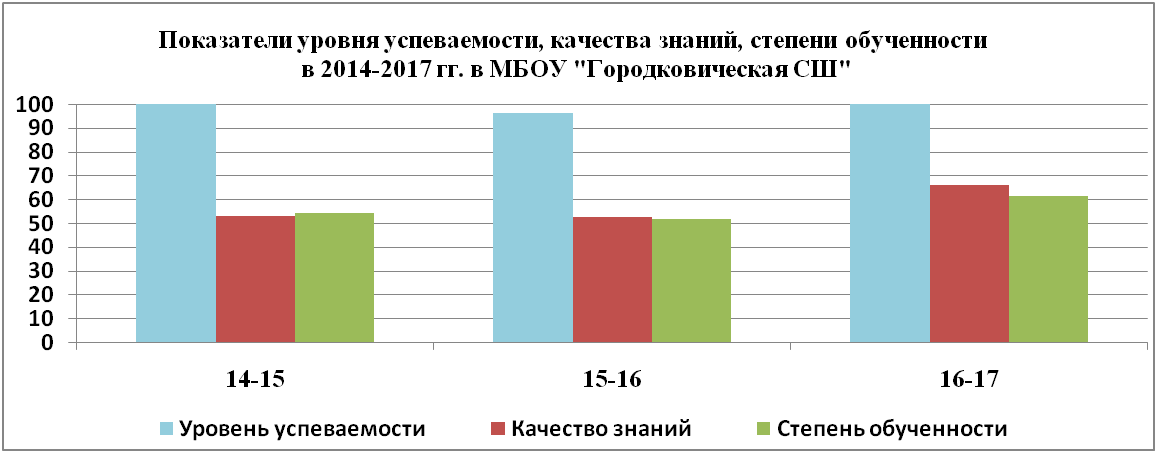 Показатели уровня успеваемости, качества знаний, степени обученности
в 2014-2017 гг. в МБОУ "Городковическая СШ"
100
90
80
70
60
50
40
30
20
10
0
14-15 15-16 16-17
Уровень успеваемости Качество знаний Степень обученности